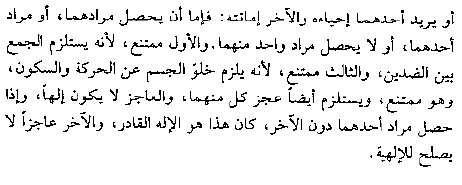 أو يريد أحدهما إحياءه والآخر إماتته: فإما أن يحصل مرادهما، أو مراد
أحدهما، أو لا يحصل مراد واحد منهما. والأول ممتنع، لأنه يستلزم الجمع
بين الضدين، والثالث ممتنع، لأنه يلزم خلوّ الجسم عن الحركة والسكون،
وهو ممتنع، ويستلزم أيضاً عجز كل منهما، والعاجز لا يكون إلهاً، وإذا
حصل مراد أحدهما دون الآخر، كان هذا هو الإله القادر، والآخر عاجزاً لا
يصلح للإلهية.